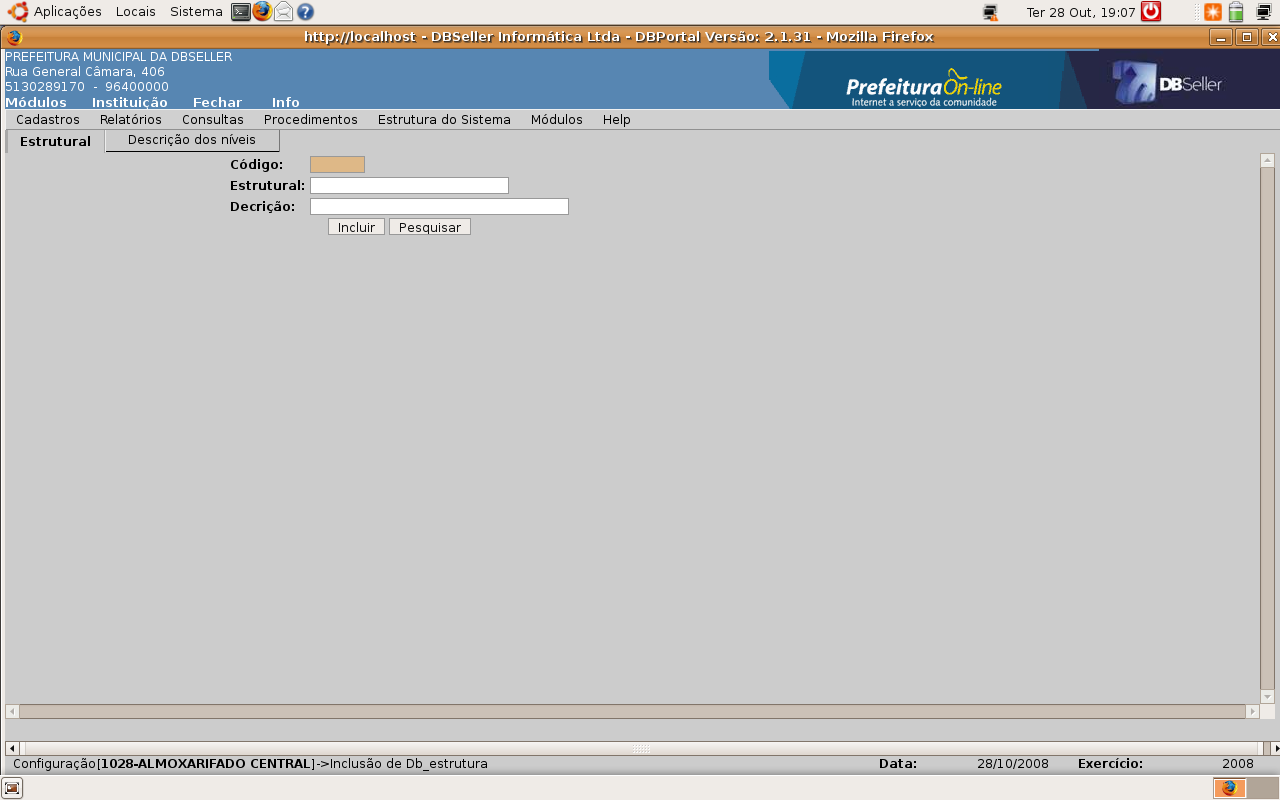 Aplicações Locais Sistema Ter 28 Out, 19:07
http://localhost - DBSeller Informática Ltda - DBPortal Versão: 2.1.31 - Mozilla Firefox
PREFEITURA MUNICIPAL DA DBSELLER
Rua General Câmara, 406
5130289170 - 96400000
Módulos Instituição Fechar Info
PrefeituraOn-line
Internet a serviço da comunidade
DBSeller
Cadastros Relatórios Consultas Procedimentos Estrutura do Sistema Módulos Help
Estrutural Descrição dos níveis
Código:
Estrutural:
Decrição:
Incluir Pesquisar
Configuração[1028-ALMOXARIFADO CENTRAL]->Inclusão de Db_estrutura Data: 28/10/2008 Exercício: 2008